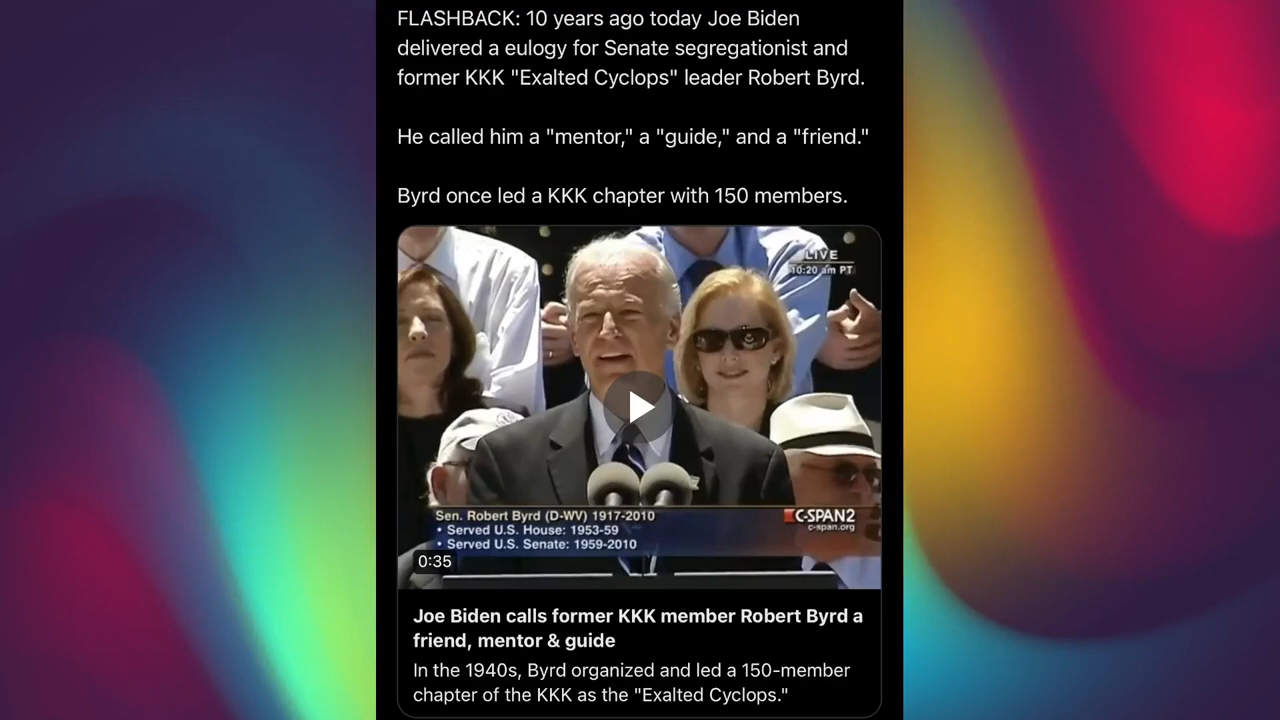 FLASHBACK: 10 years ago today Joe Biden
delivered a eulogy for Senate segregationist and
former KKK "Exalted Cyclops" leader Robert Byrd.
He called him a "mentor," a "guide," and a "friend."
Byrd once led a KKK chapter with 150 members.
LIVE
10:20 am PT
Sen. Robert Byrd (D-WV) 1917-2010
• Served U.S. House: 1953-59
• Served U.S. Senate: 1959-2010
C-SPAN2
c-span.org
0:35
Joe Biden calls former KKK member Robert Byrd a
friend, mentor & guide
In the 1940s, Byrd organized and led a 150-member
chapter of the KKK as the "Exalted Cyclops."